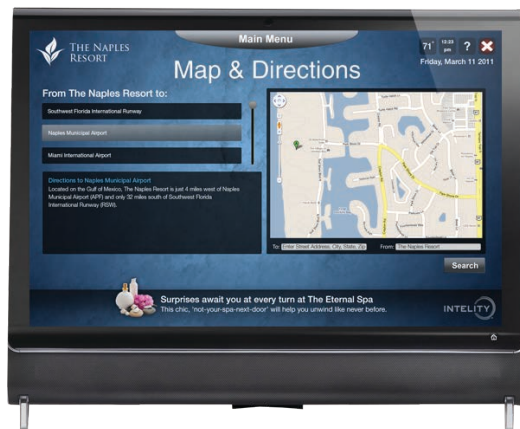 Main Menu
THE NAPLES
RESORT
71°
10:20
pm
?
Friday, March 11 2011
Map & Directions
From The Naples Resort to:
Southwest Florida International Runway
Naples Municipal Airport
Miami International Airport
Directions to Naples Municipal Airport
Located on the Gulf of Mexico, The Naples Resort is just 4 miles west of Naples
Municipal Airport (APF) and only 32 miles south of Southwest Florida
International Runway (RSW).
To: Enter Street Address, City, State, Zip
From: The Naples Resort
Search
Surprises await you at every turn at The Eternal Spa
This chic, 'not-your-spa-next-door' will help you unwind like never before.
INTELITY